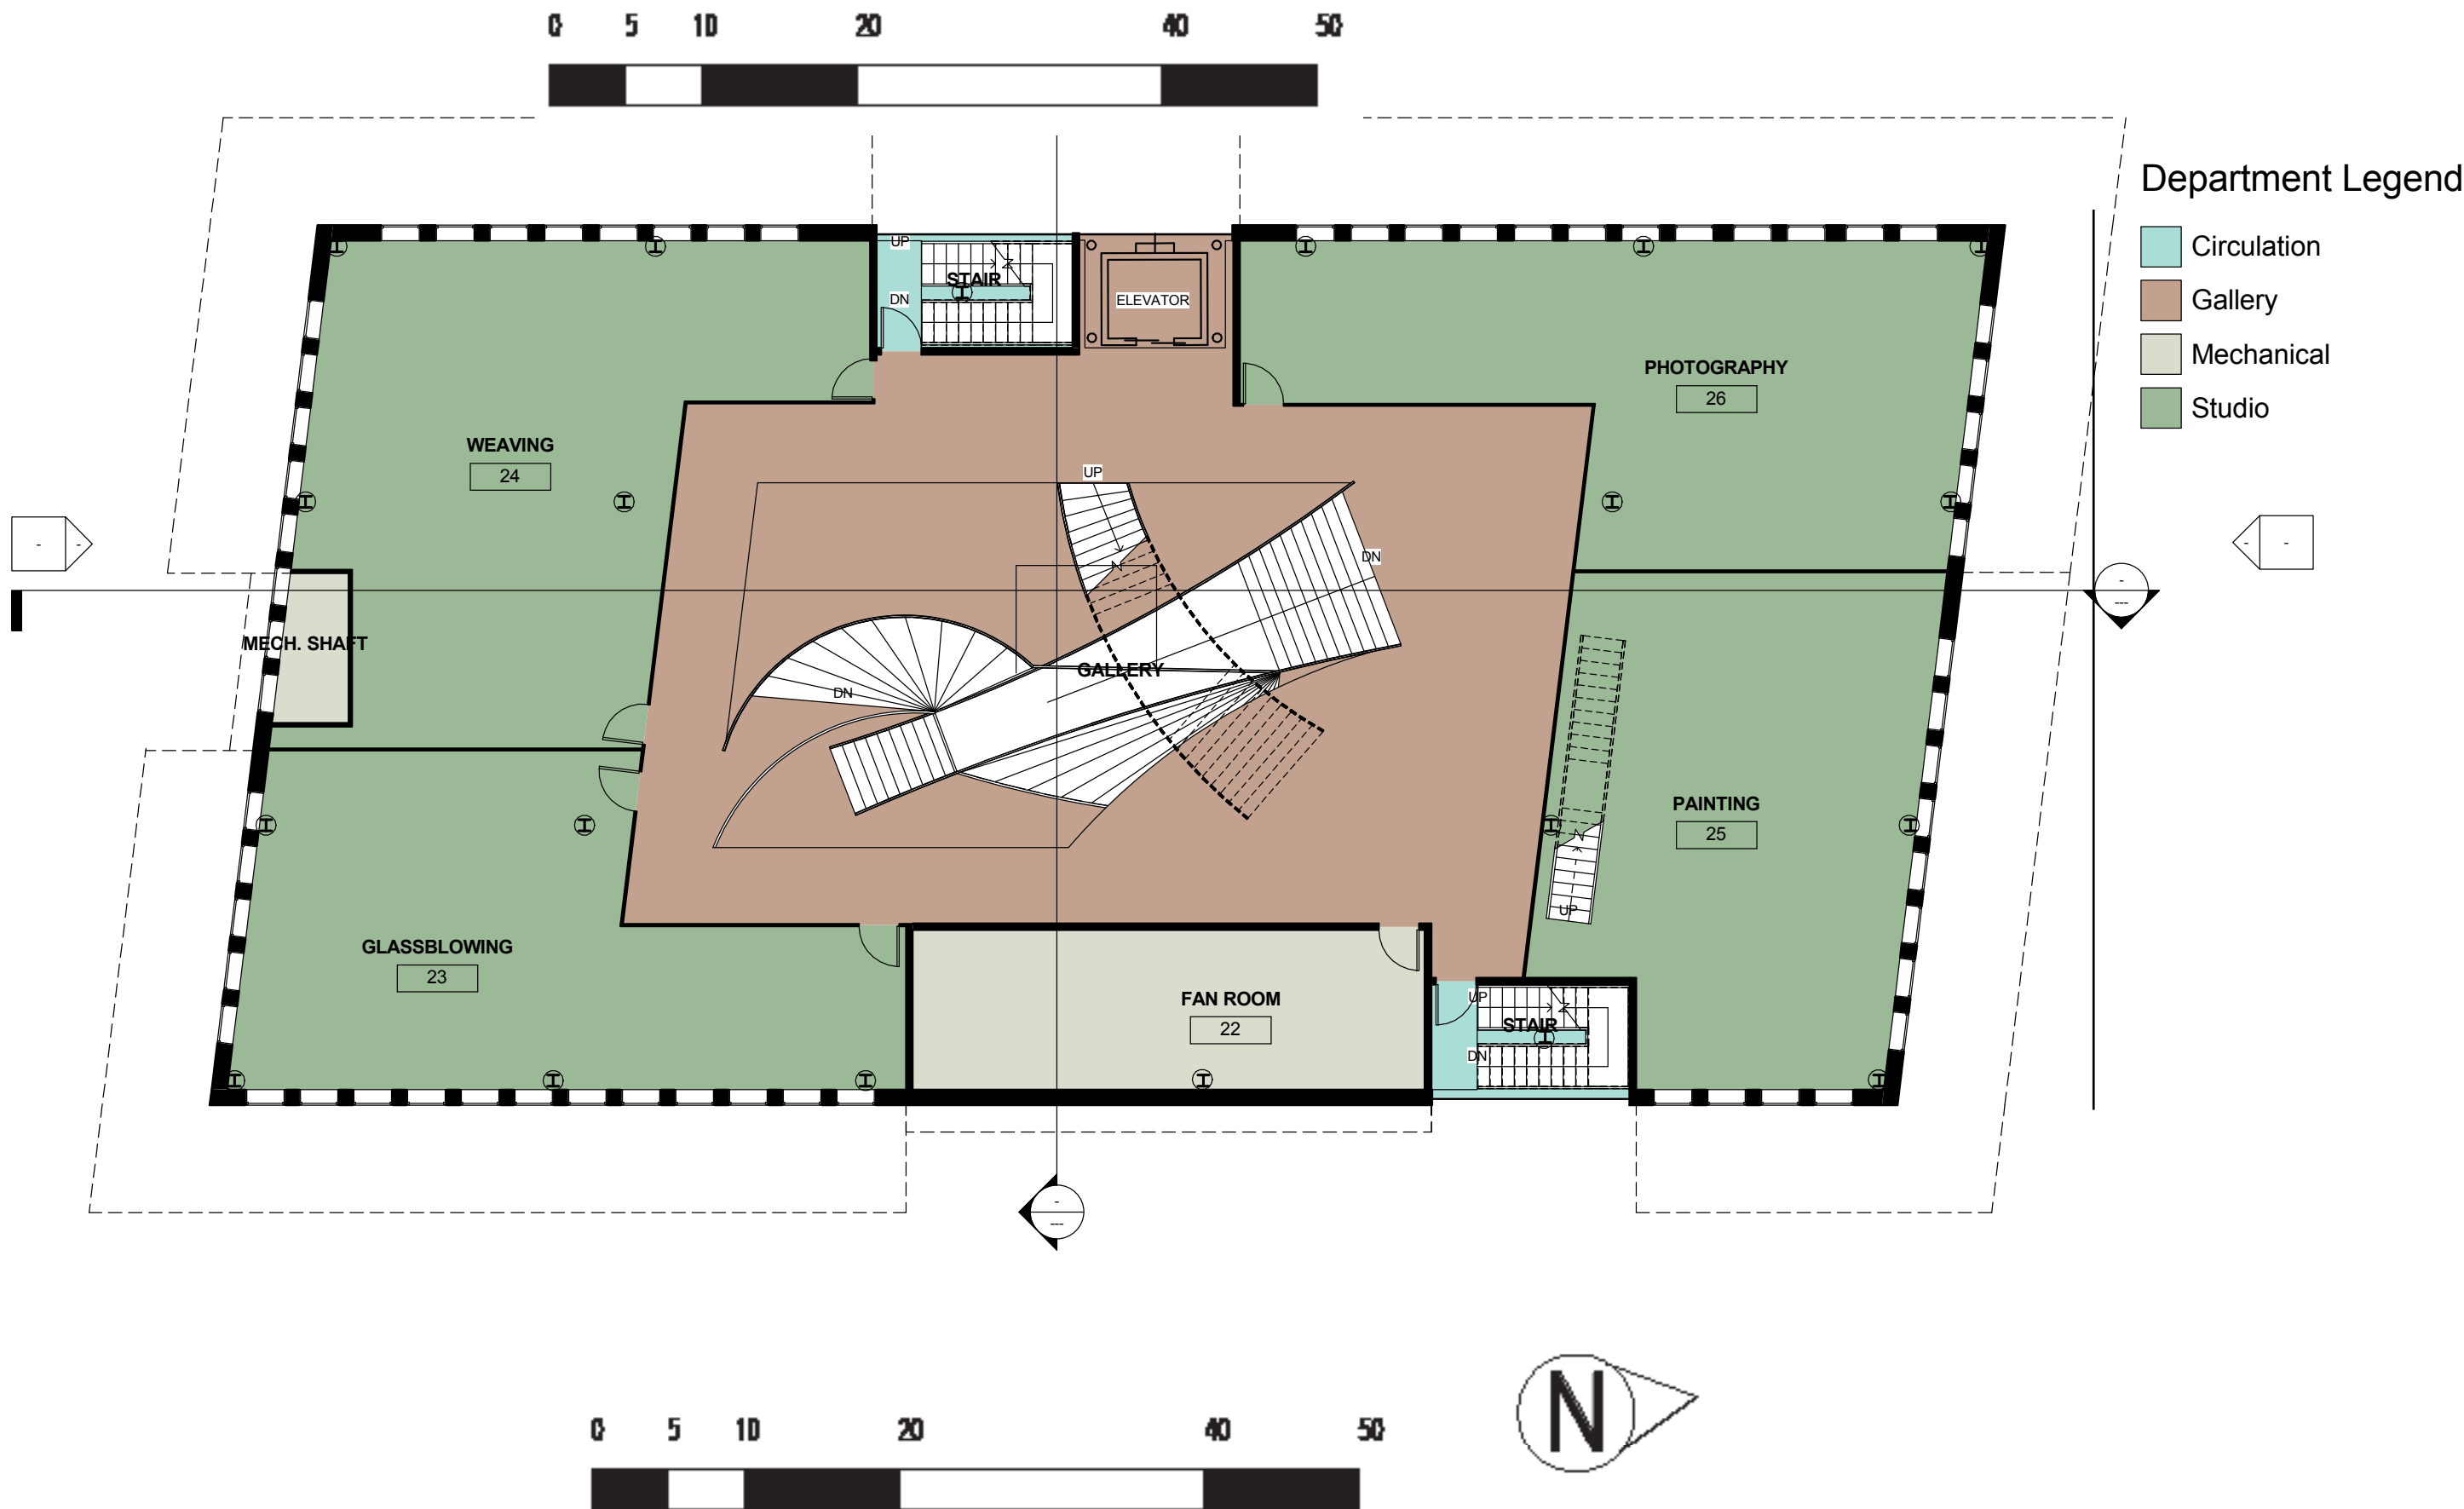 0 5 10 20 40 50
Department Legend
Circulation
Gallery
Mechanical
Studio
UP
STAIR
DN
ELEVATOR
PHOTOGRAPHY
26
WEAVING
24
UP
DN
- -
- -
-
---
MECH. SHAFT
GALLERY
DN
PAINTING
25
UP
GLASSBLOWING
23
FAN ROOM
22
UP
STAIR
DN
-
---
N
0 5 10 20 40 50